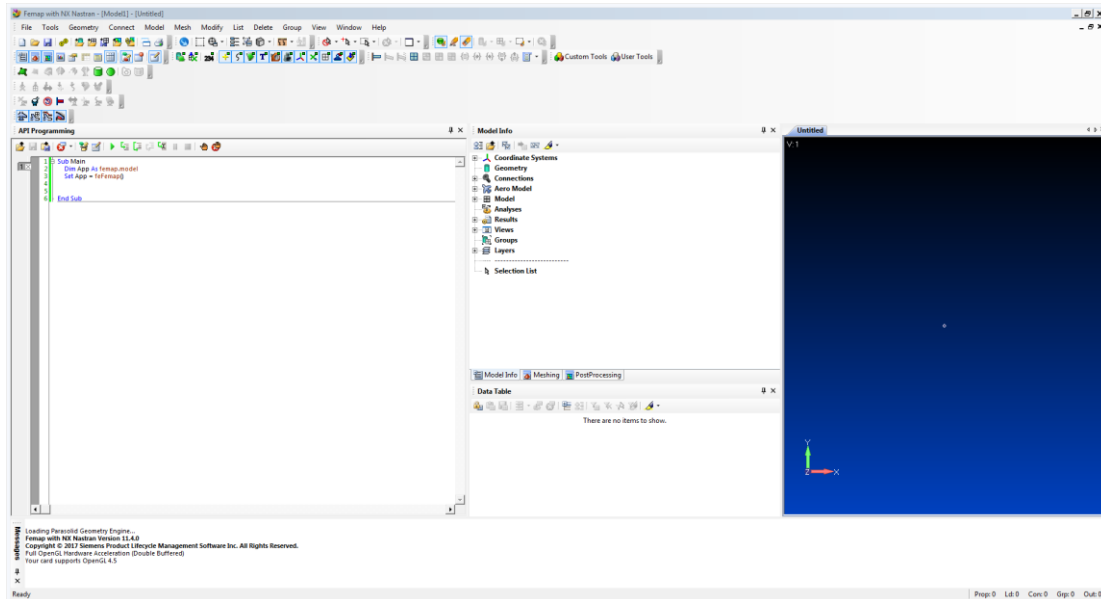 Femap with NX Nastran - [Model1] - [Untitled]
File Tools Geometry Connect Model Mesh Modify List Delete Group View Window Help
Custom Tools User Tools
API Programming
1 Sub Main
2 Dim App As femap.model
3 Set App = feFemap()
4
5
6 End Sub
Model Info
Coordinate Systems
Geometry
Connections
Aero Model
Model
Analyses
Results
Views
Groups
Layers
Selection List
Model Info Meshing PostProcessing
Data Table
There are no items to show.
Untitled
V:1
Y
Z X
Messages
Loading Parasolid Geometry Engine...
Femap with NX Nastran Version 11.4.0
Copyright © 2017 Siemens Product Lifecycle Management Software Inc. All Rights Reserved.
Full OpenGL Hardware Acceleration (Double Buffered)
Your card supports OpenGL 4.5
Ready
Prop:0 Ld:0 Con:0 Grp:0 Out:0